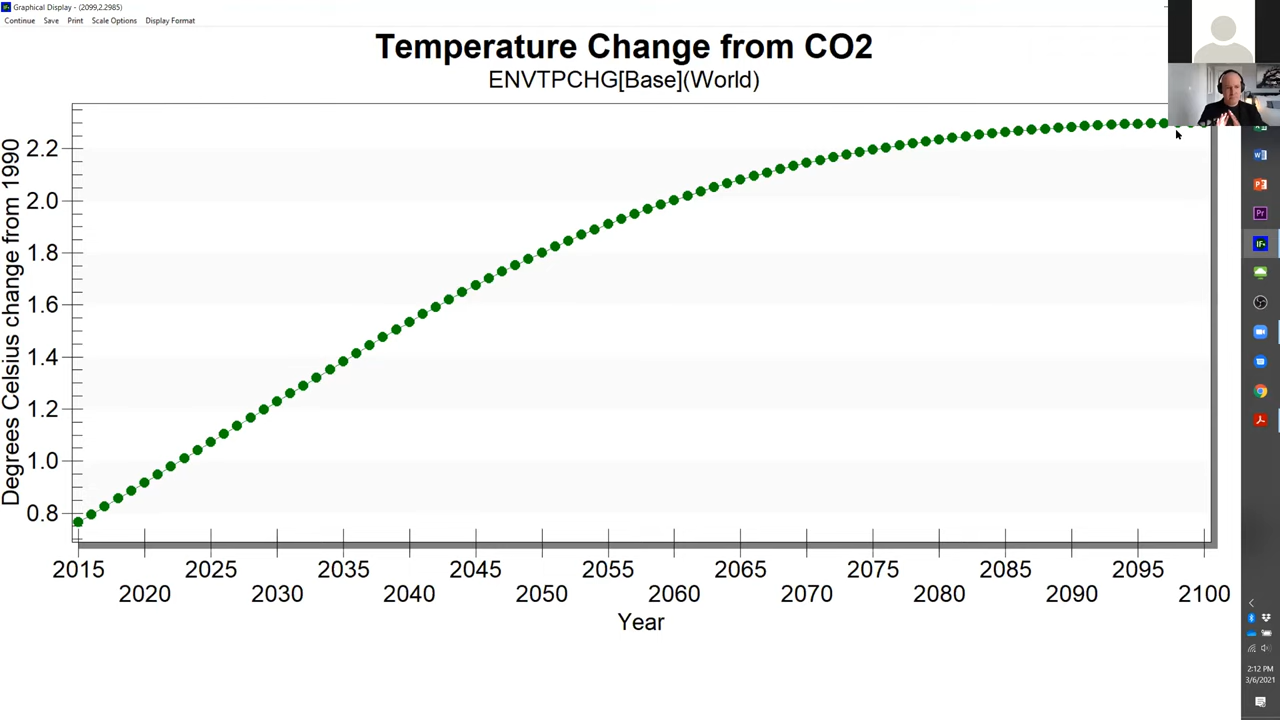 Graphical Display - (2099,2.2985)
Continue Save Print Scale Options Display Format
Temperature Change from CO2
ENVTPCHG[Base](World)
Degrees Celsius change from 1990
2.2
2.0
1.8
1.6
1.4
1.2
1.0
0.8
2015 2025 2035 2045 2055 2065 2075 2085 2095
2020 2030 2040 2050 2060 2070 2080 2090 2100
Year
W
P
Pr
IFs
2:12 PM
3/6/2021